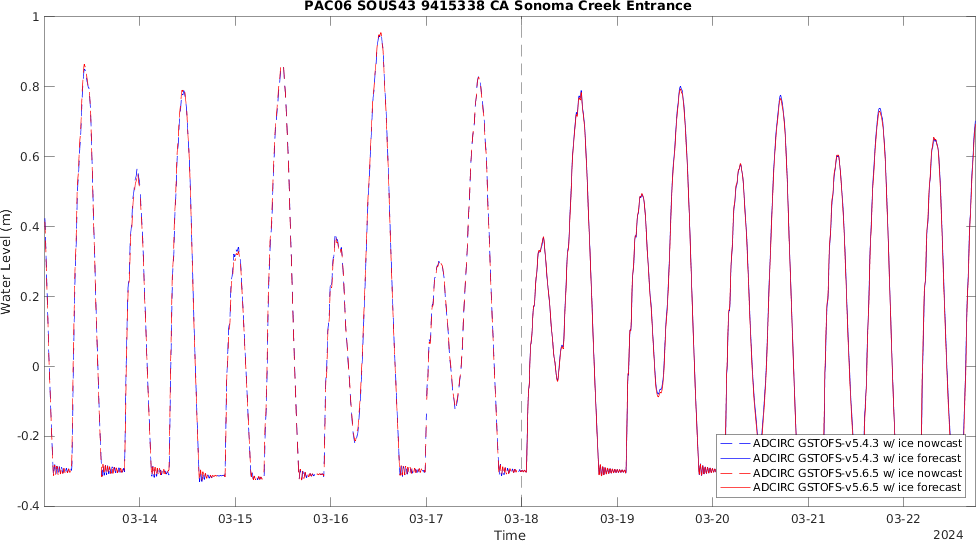 PAC06 SOUS43 9415338 CA Sonoma Creek Entrance
1
0.8
0.6
0.4
0.2
0
-0.2
-0.4
Water Level (m)
ADCIRC GSTOFS-v5.4.3 w/ ice nowcast
ADCIRC GSTOFS-v5.4.3 w/ ice forecast
ADCIRC GSTOFS-v5.6.5 w/ ice nowcast
ADCIRC GSTOFS-v5.6.5 w/ ice forecast
03-14 03-15 03-16 03-17 03-18 03-19 03-20 03-21 03-22
Time
2024